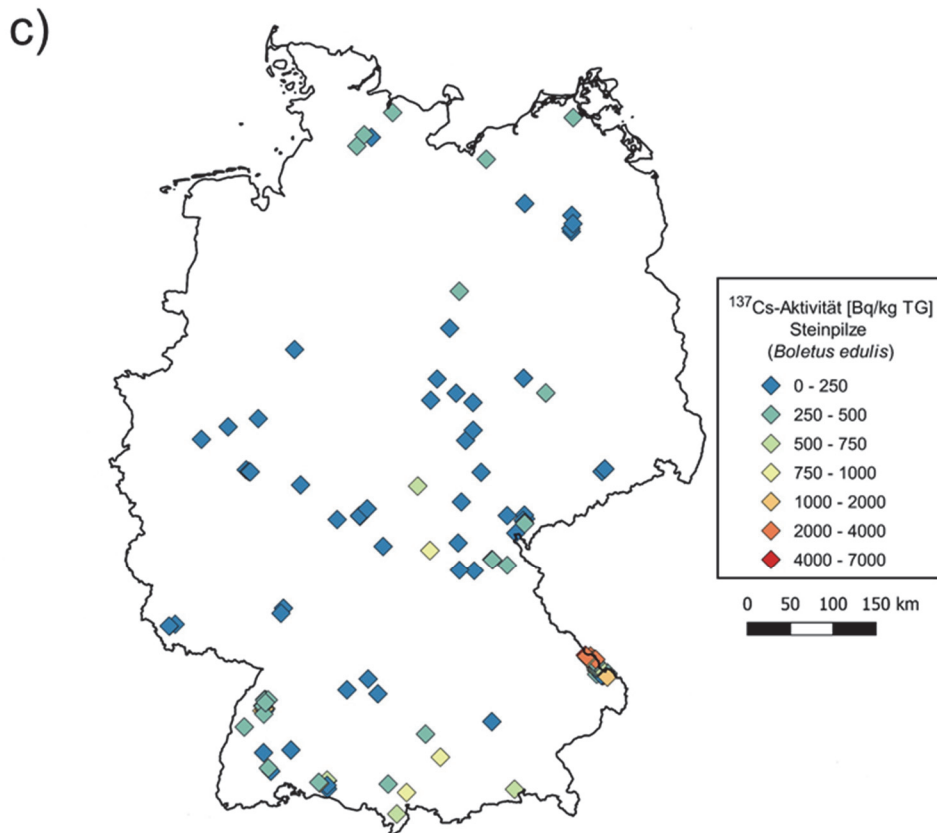 c)
¹³⁷Cs-Aktivität [Bq/kg TG]
Steinpilze
(Boletus edulis)
0 - 250
250 - 500
500 - 750
750 - 1000
1000 - 2000
2000 - 4000
4000 - 7000
0 50 100 150 km